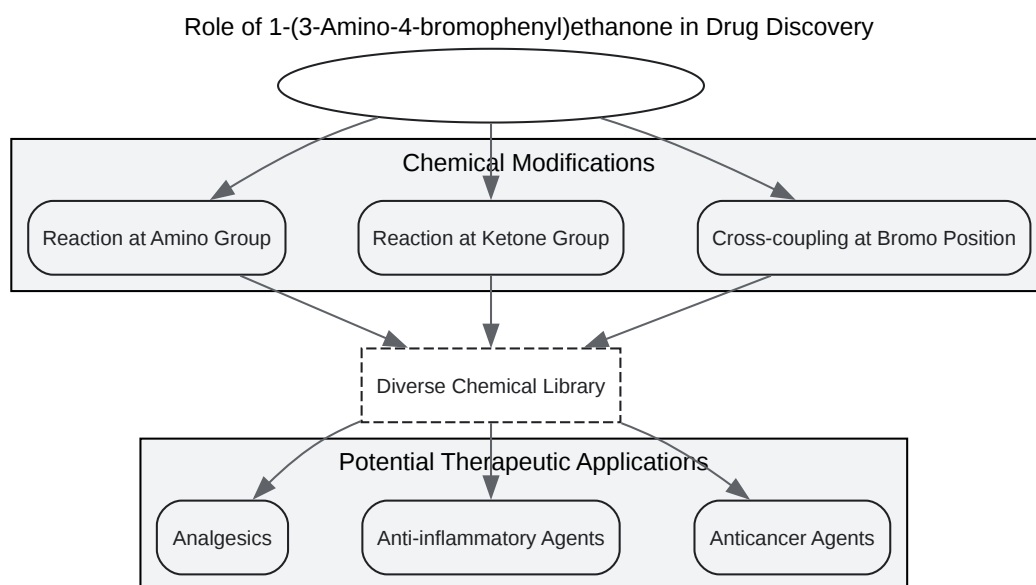 Role of 1-(3-Amino-4-bromophenyl)ethanone in Drug Discovery
Chemical Modifications
Reaction at Amino Group
Reaction at Ketone Group
Cross-coupling at Bromo Position
Diverse Chemical Library
Potential Therapeutic Applications
Analgesics
Anti-inflammatory Agents
Anticancer Agents